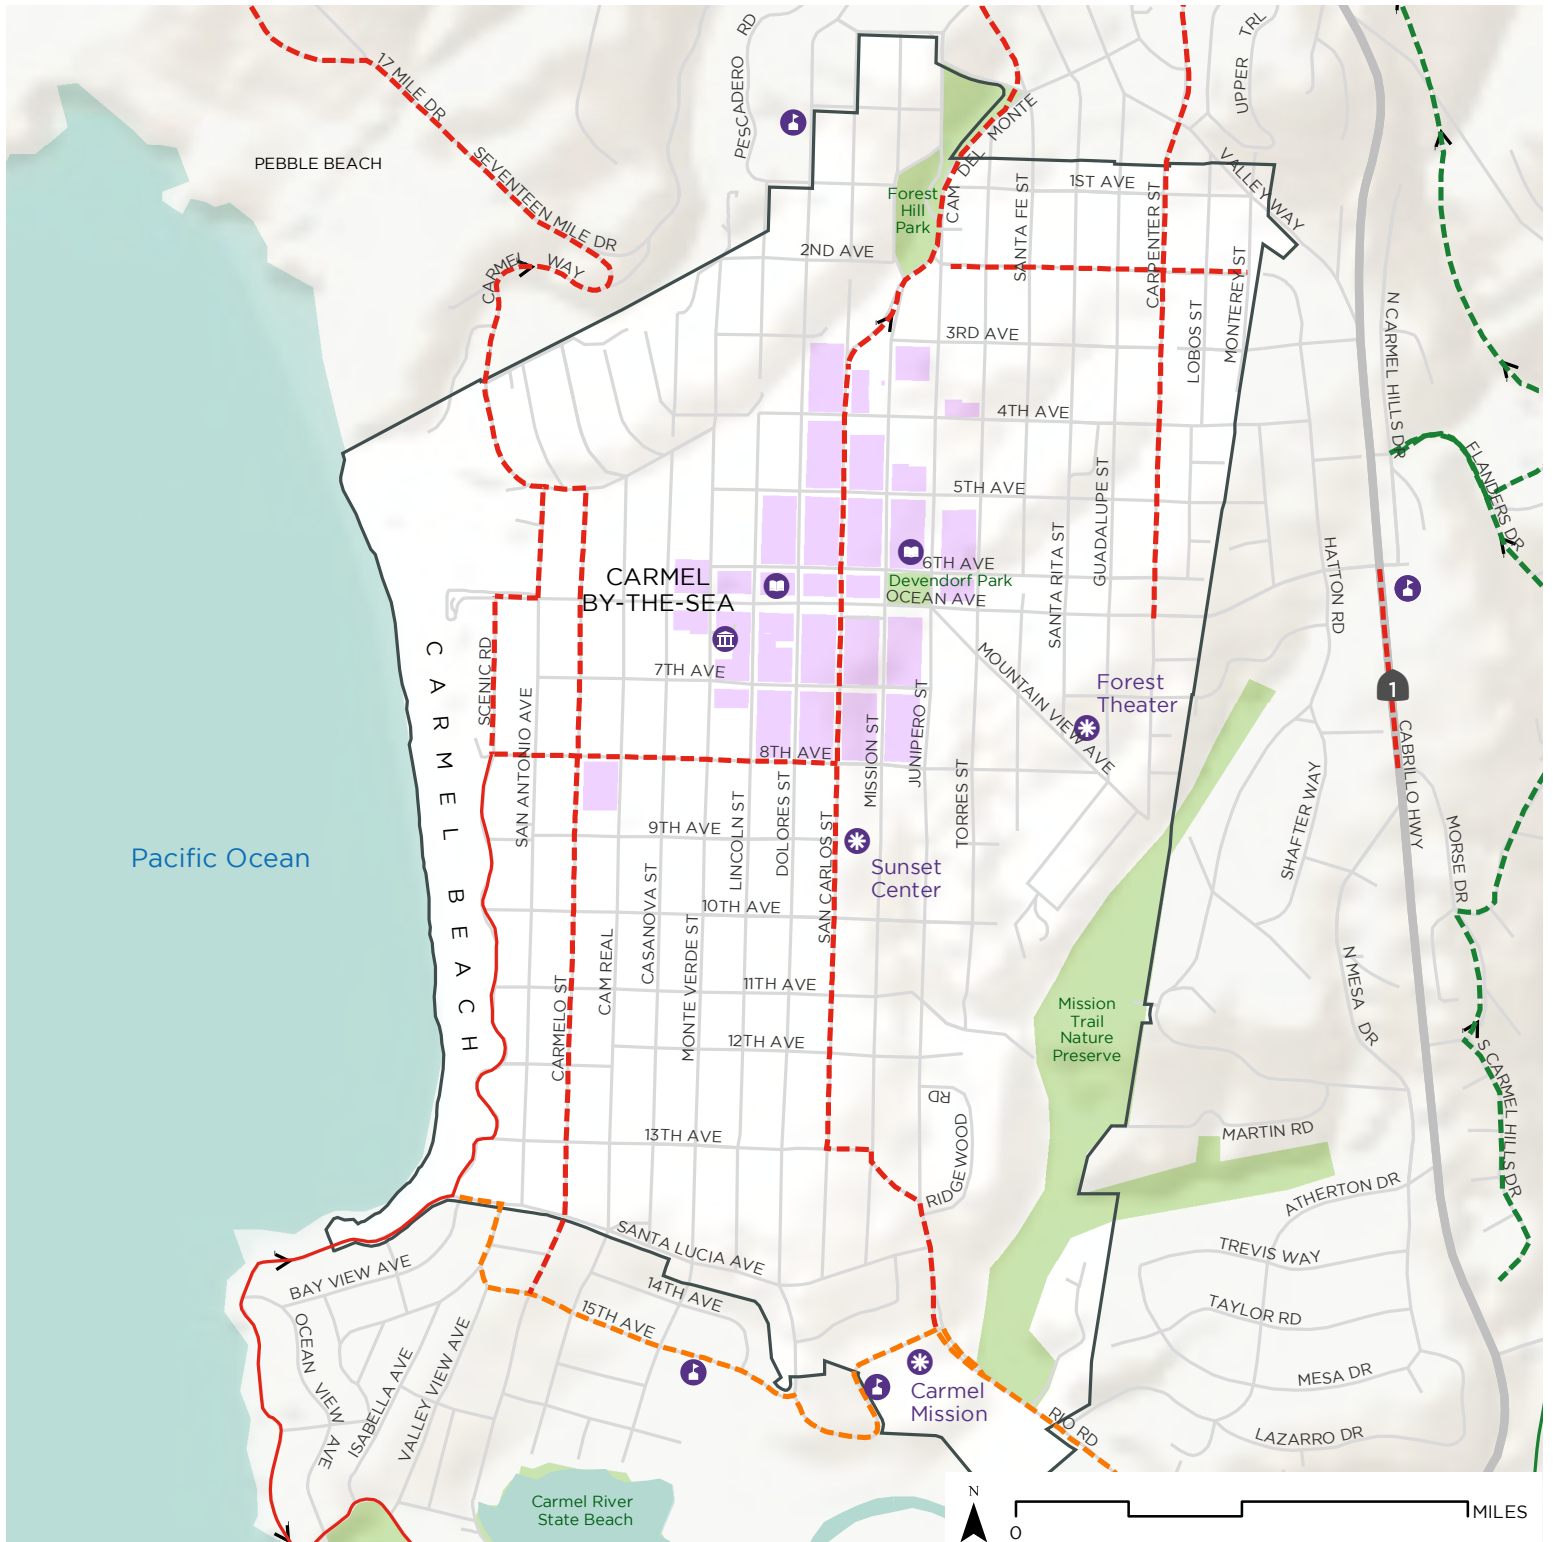 17 MILE DR
PESCADERO RD
UPPER TRL
CAM DEL MONTE
PEBBLE BEACH
SEVENTEEN MILE DR
CARMEL WAY
VALLEY WAY
1ST AVE
Forest
Hill
Park
SANTA FE ST
CARPENTER ST
2ND AVE
MONTEREY ST
LOBOS ST
N CARMEL HILLS DR
3RD AVE
4TH AVE
5TH AVE
GUADALUPE ST
FLANDERS DR
SANTA RITA ST
HATTON RD
6TH AVE
Devendorf Park
OCEAN AVE
CARMEL
BY-THE-SEA
SCENIC RD
CARMEL BEACH
7TH AVE
MOUNTAIN VIEW AVE
Forest
Theater
1
CABRILLO HWY
SAN ANTONIO AVE
MISSION ST
JUNIPERO ST
8TH AVE
TORRES ST
SHAFTER WAY
MORSE DR
Pacific Ocean
9TH AVE
LINCOLN ST
DOLORES ST
SAN CARLOS ST
Sunset
Center
CASANOVA ST
10TH AVE
CAM REAL
MONTE VERDE ST
CARMELO ST
11TH AVE
N MESA DR
Mission
Trail
Nature
Preserve
12TH AVE
S CARMEL HILLS DR
RIDGEWOOD RD
13TH AVE
MARTIN RD
ATHERTON DR
SANTA LUCIA AVE
TREVIS WAY
BAY VIEW AVE
14TH AVE
15TH AVE
TAYLOR RD
OCEAN VIEW AVE
ISABELLA AVE
VALLEY VIEW AVE
MESA DR
Carmel
Mission
RIO RD
LAZARRO DR
Carmel River
State Beach
N
0
MILES